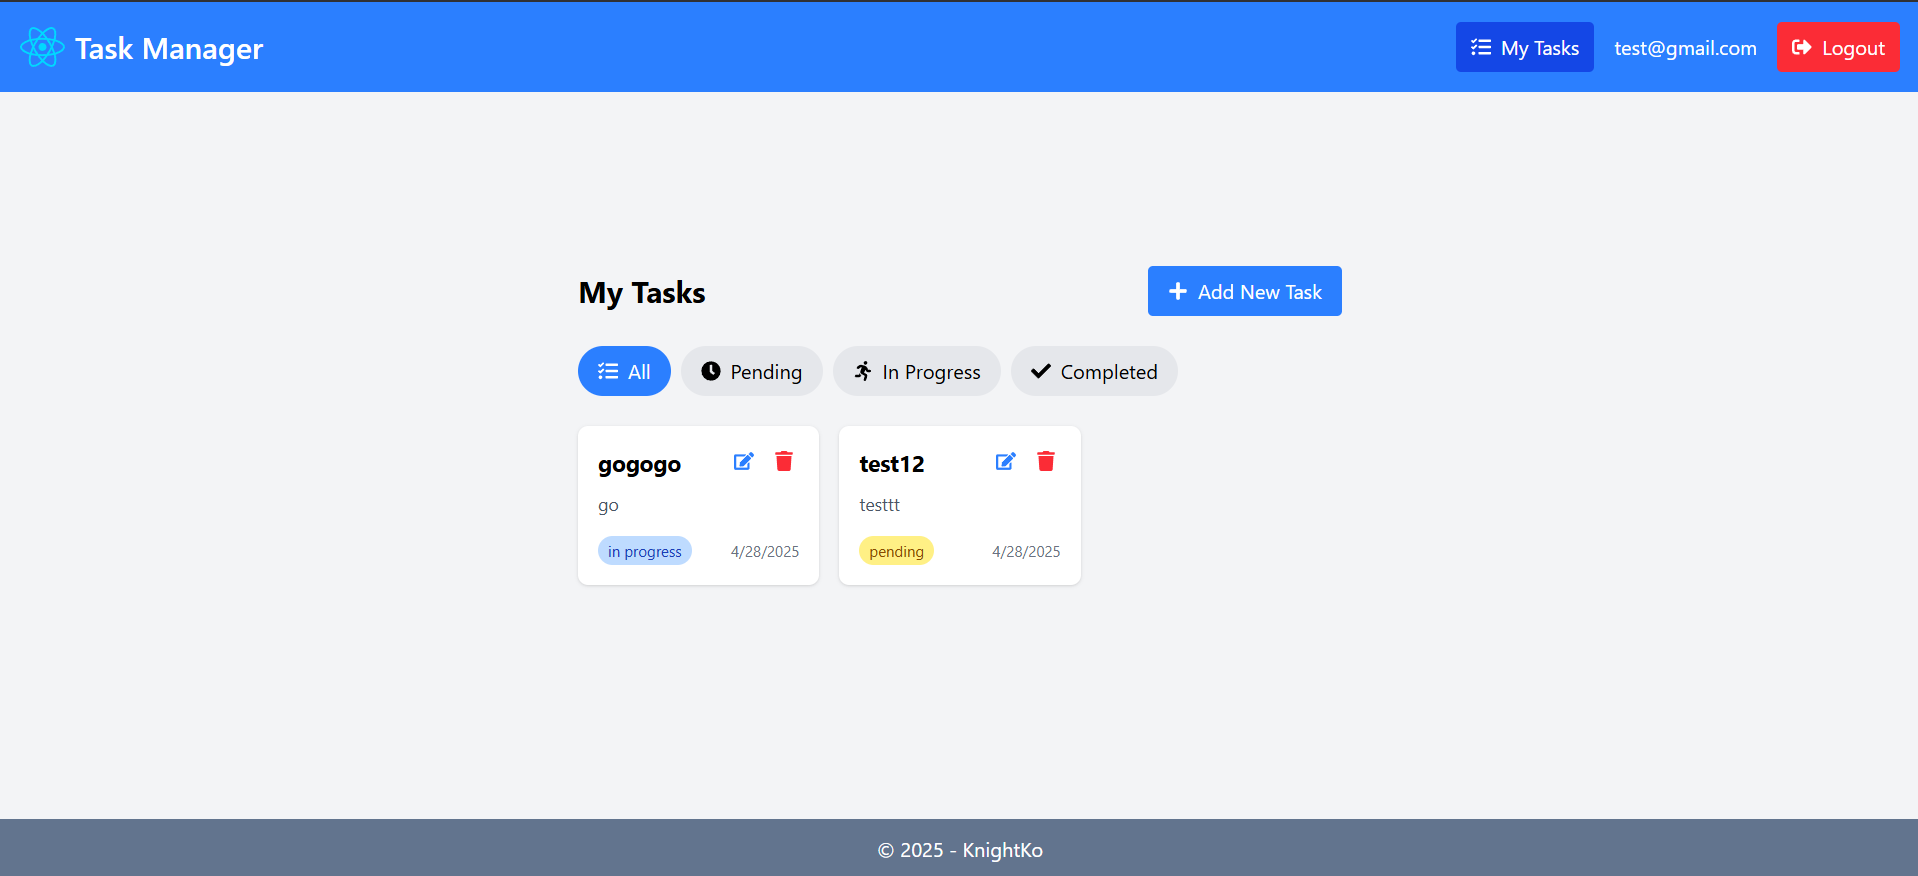 Task Manager
My Tasks
test@gmail.com
Logout
My Tasks
Add New Task
All
Pending
In Progress
Completed
gogogo
go
in progress
4/28/2025
test12
testtt
pending
4/28/2025
© 2025 - KnightKo